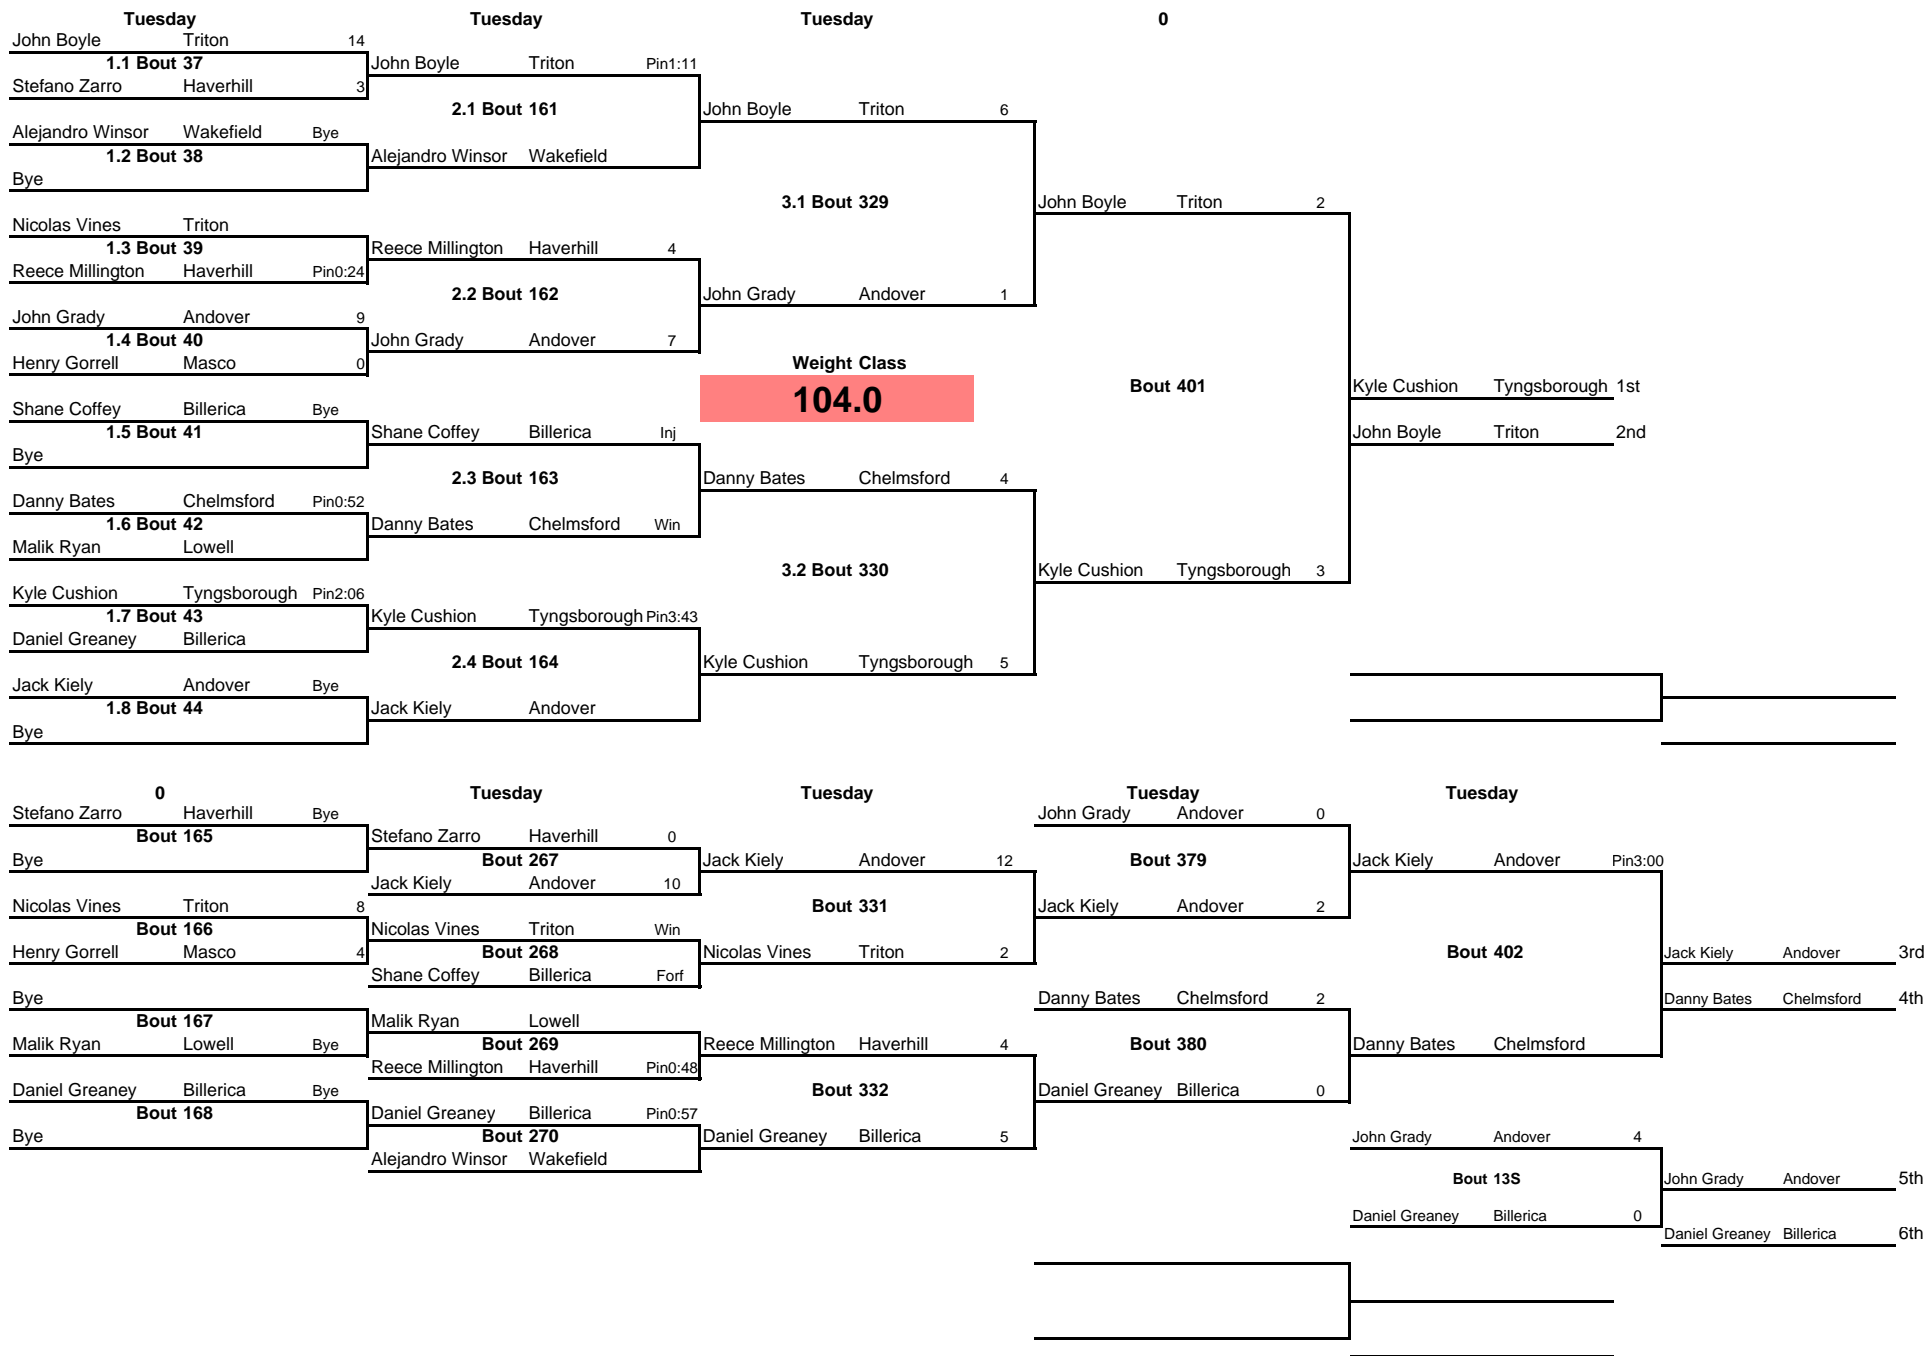 Tuesday Tuesday Tuesday 0
John Boyle Triton 14
1.1 Bout 37 John Boyle Triton Pin1:11
Stefano Zarro Haverhill 3
2.1 Bout 161 John Boyle Triton 6
Alejandro Winsor Wakefield Bye
1.2 Bout 38 Alejandro Winsor Wakefield
Bye
3.1 Bout 329 John Boyle Triton 2
Nicolas Vines Triton
1.3 Bout 39 Reece Millington Haverhill 4
Reece Millington Haverhill Pin0:24
2.2 Bout 162 John Grady Andover 1
John Grady Andover 9
1.4 Bout 40 John Grady Andover 7
Henry Gorrell Masco 0 Weight Class
Bout 401 Kyle Cushion Tyngsborough 1st
104.0
Shane Coffey Billerica Bye
1.5 Bout 41 Shane Coffey Billerica Inj John Boyle Triton 2nd
Bye
2.3 Bout 163 Danny Bates Chelmsford 4
Danny Bates Chelmsford Pin0:52
1.6 Bout 42 Danny Bates Chelmsford Win
Malik Ryan Lowell
3.2 Bout 330 Kyle Cushion Tyngsborough 3
Kyle Cushion Tyngsborough Pin2:06
1.7 Bout 43 Kyle Cushion Tyngsborough Pin3:43
Daniel Greaney Billerica
2.4 Bout 164 Kyle Cushion Tyngsborough 5
Jack Kiely Andover Bye
1.8 Bout 44 Jack Kiely Andover
Bye
0 Tuesday Tuesday Tuesday Tuesday
Stefano Zarro Haverhill Bye John Grady Andover 0
Bout 165 Stefano Zarro Haverhill 0
Bye Bout 267 Jack Kiely Andover 12 Bout 379 Jack Kiely Andover Pin3:00
Jack Kiely Andover 10
Nicolas Vines Triton 8 Bout 331 Jack Kiely Andover 2
Bout 166 Nicolas Vines Triton Win
Henry Gorrell Masco 4 Bout 268 Nicolas Vines Triton 2 Bout 402 Jack Kiely Andover 3rd
Shane Coffey Billerica Forf
Bye Danny Bates Chelmsford 2 Danny Bates Chelmsford 4th
Bout 167 Malik Ryan Lowell
Malik Ryan Lowell Bye Bout 269 Reece Millington Haverhill 4 Bout 380 Danny Bates Chelmsford
Reece Millington Haverhill Pin0:48
Daniel Greaney Billerica Bye Bout 332 Daniel Greaney Billerica 0
Bout 168 Daniel Greaney Billerica Pin0:57
Bye Bout 270 Daniel Greaney Billerica 5 John Grady Andover 4
Alejandro Winsor Wakefield
Bout 13S John Grady Andover 5th
Daniel Greaney Billerica 0
Daniel Greaney Billerica 6th